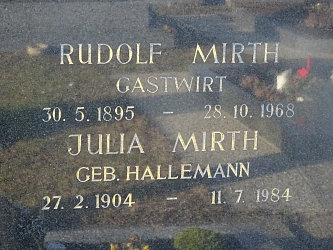 RUDOLF MIRTH
GASTWIRT
30. 5. 1895 – 28. 10. 1968
JULIA MIRTH
GEB. HALLEMANN
27. 2. 1904 – 11. 7. 1984